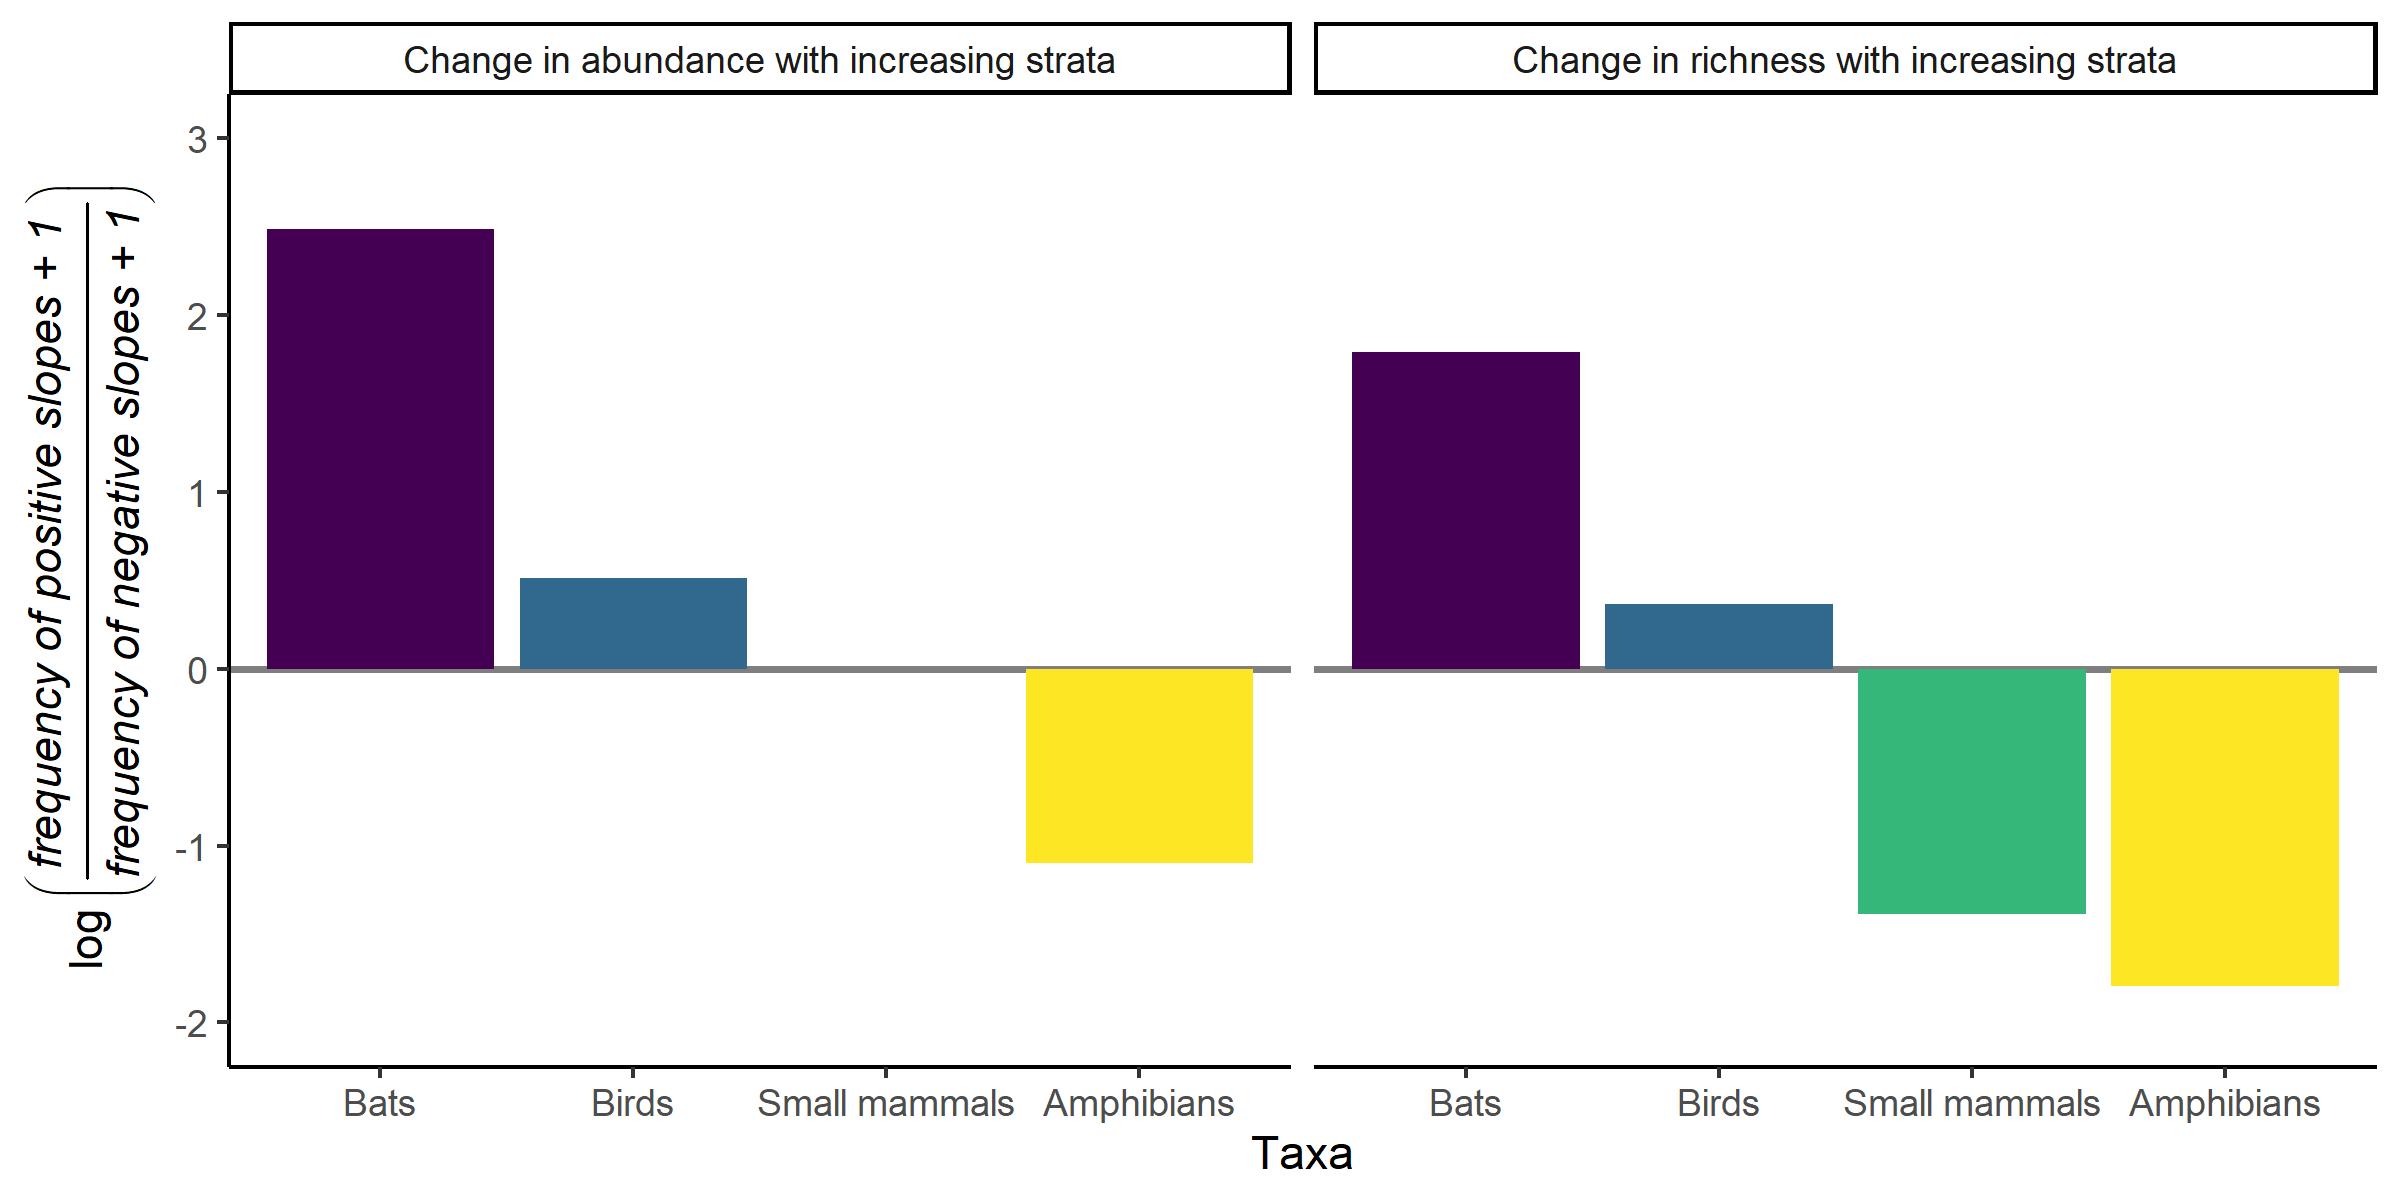 Change in abundance with increasing strata
Change in richness with increasing strata
log
frequency of positive slopes + 1
frequency of negative slopes + 1
3
2
1
0
-1
-2
Bats
Birds
Small mammals
Amphibians
Bats
Birds
Small mammals
Amphibians
Taxa